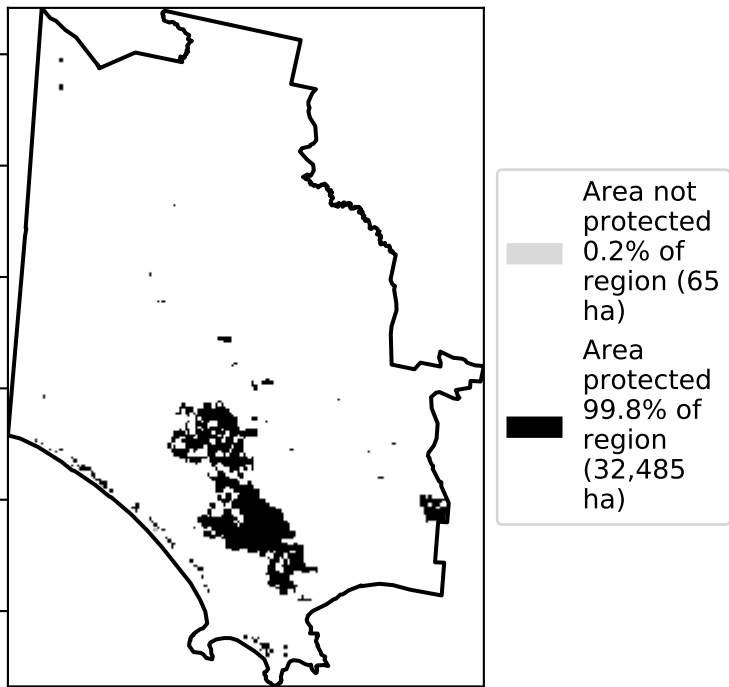 Area not
protected
0.2% of
region (65
ha)
Area
protected
99.8% of
region
(32,485
ha)